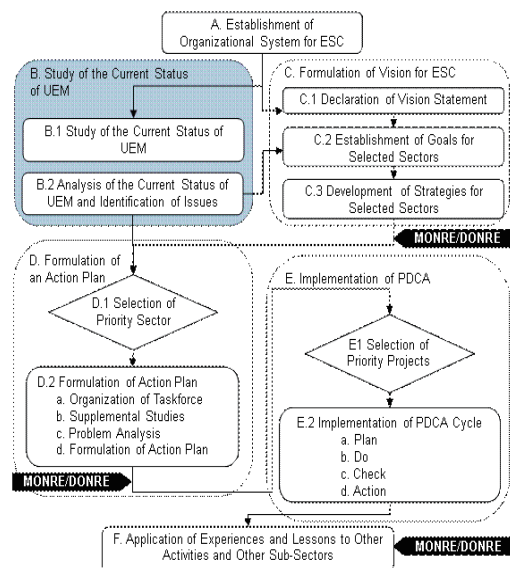 A. Establishment of
Organizational System for ESC
B. Study of the Current Status
of UEM
B.1 Study of the Current Status of
UEM
B.2 Analysis of the Current Status of
UEM and Identification of Issues
C. Formulation of Vision for ESC
C.1 Declaration of Vision Statement
C.2 Establishment of Goals for
Selected Sectors
C.3 Development of Strategies for
Selected Sectors
MONRE/DONRE
D. Formulation of
an Action Plan
D.1 Selection of
Priority Sector
D.2 Formulation of Action Plan
a. Organization of Taskforce
b. Supplemental Studies
c. Problem Analysis
d. Formulation of Action Plan
MONRE/DONRE
E. Implementation of PDCA
E1 Selection of
Priority Projects
E.2 Implementation of PDCA Cycle
a. Plan
b. Do
c. Check
d. Action
F. Application of Experiences and Lessons to Other
Activities and Other Sub-Sectors
MONRE/DONRE